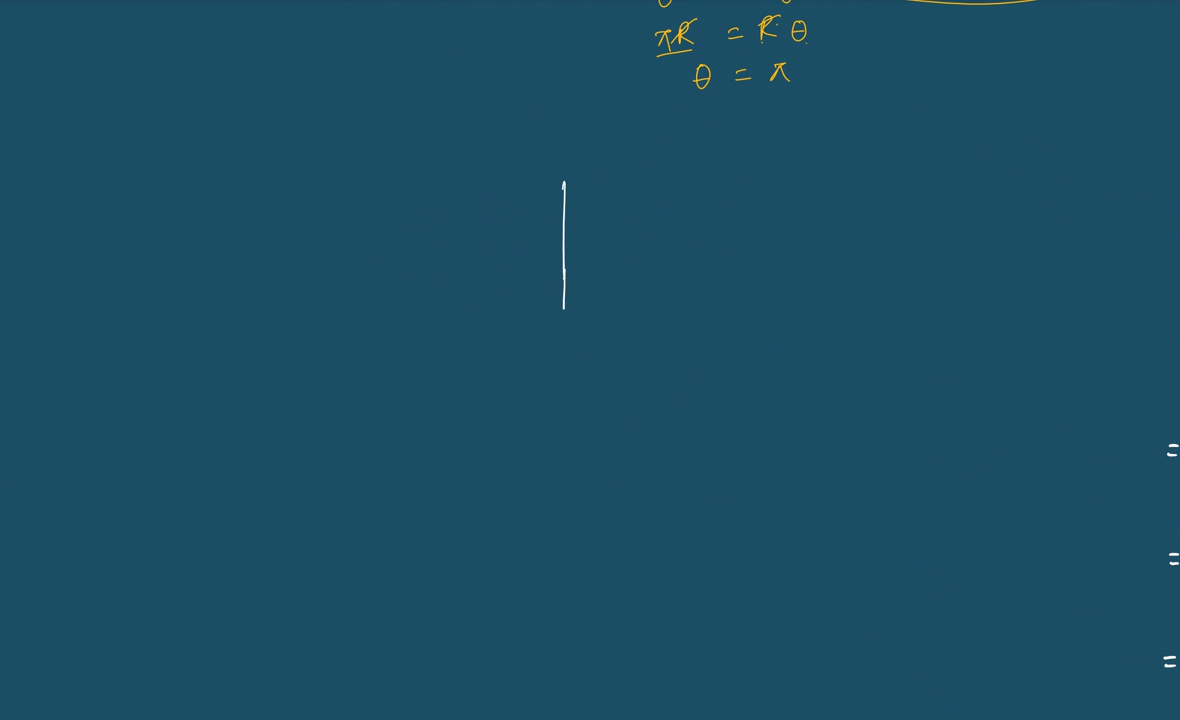 πR = R θ
θ = π
=
=
=